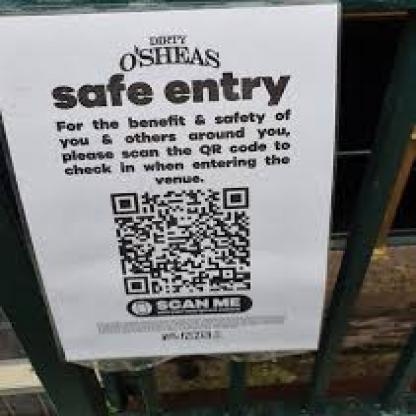 DIRTY
O'SHEAS
safe entry
For the benefit & safety of
you & others around you,
please scan the QR code to
check in when entering the
venue.
SCAN ME